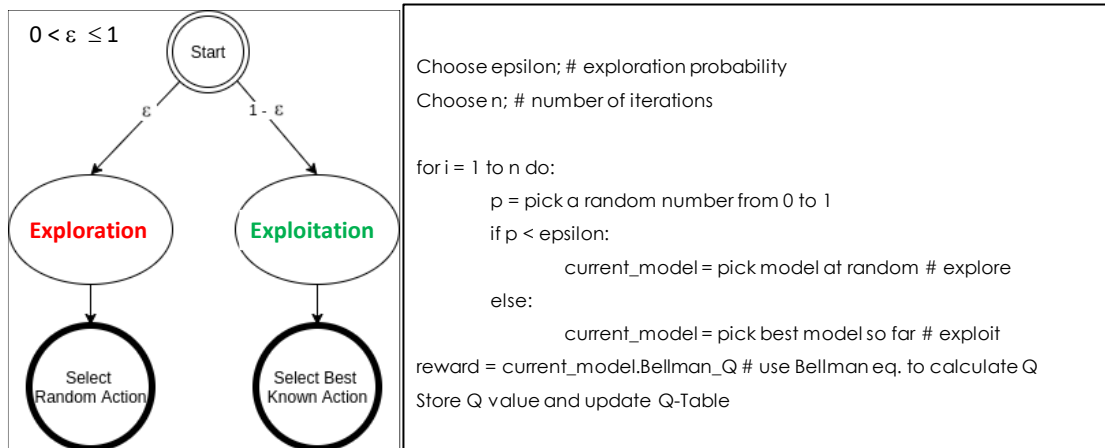 0 < ε ≤ 1
Start
ε
1 - ε
Exploration
Exploitation
Select
Random Action
Select Best
Known Action
Choose epsilon; # exploration probability
Choose n; # number of iterations
for i = 1 to n do:
p = pick a random number from 0 to 1
if p < epsilon:
current_model = pick model at random # explore
else:
current_model = pick best model so far # exploit
reward = current_model.Bellman_Q # use Bellman eq. to calculate Q
Store Q value and update Q-Table